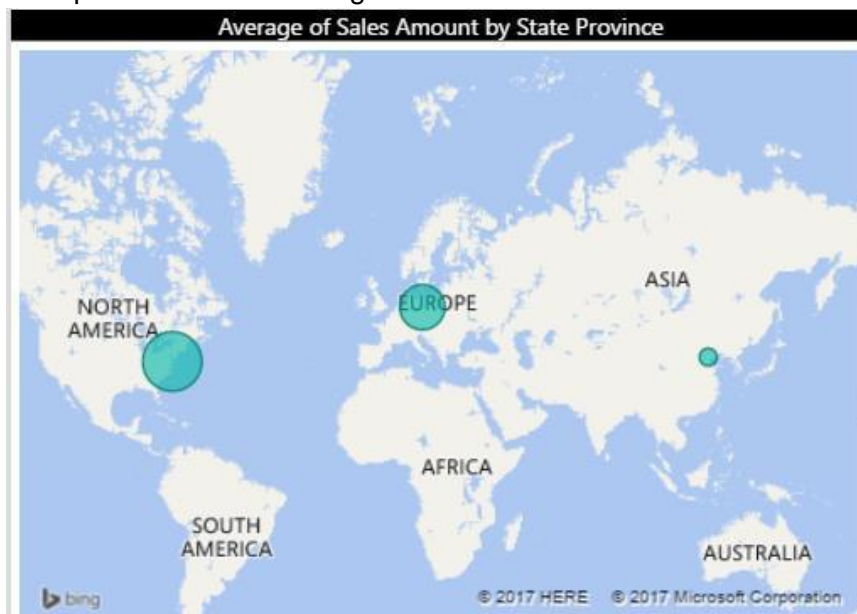 Average of Sales Amount by State Province
NORTH
AMERICA
EUROPE
ASIA
AFRICA
SOUTH
AMERICA
AUSTRALIA
bing
© 2017 HERE © 2017 Microsoft Corporation